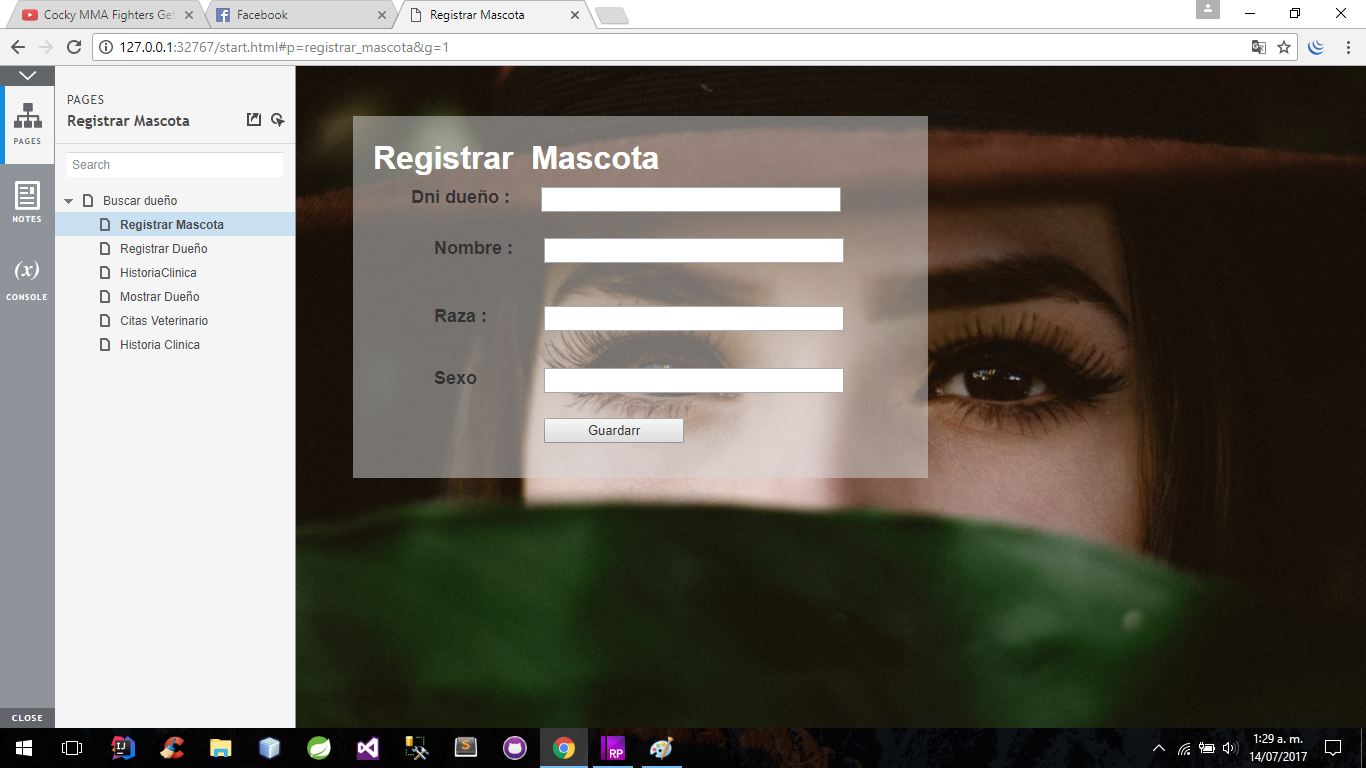 Cocky MMA Fighters Get
Facebook
Registrar Mascota
127.0.0.1:32767/start.html#p=registrar_mascota&g=1
PAGES
Registrar Mascota
Search
Buscar dueño
Registrar Mascota
Registrar Dueño
HistoriaClinica
Mostrar Dueño
Citas Veterinario
Historia Clinica
PAGES
NOTES
(x)
CONSOLE
CLOSE
Registrar Mascota
Dni dueño :
Nombre :
Raza :
Sexo
Guardarr
IJ
S
RP
1:29 a. m.
14/07/2017